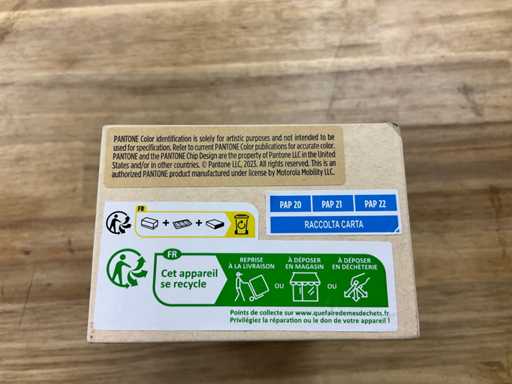 PANTONE Color identification is solely for artistic purposes and not intended to be
used for specification. Refer to current PANTONE Color publications for accurate color.
PANTONE and the PANTONE Chip Design are the property of Pantone LLC in the United
States and/or in other countries. © Pantone LLC, 2023. All rights reserved. This is an
authorized PANTONE product manufactured under license by Motorola Mobility LLC.
PAP 20 PAP 21 PAP 22
RACCOLTA CARTA
FR
+ + +
FR
Cet appareil
se recycle
REPRISE
À LA LIVRAISON
OU
À DÉPOSER
EN MAGASIN
OU
À DÉPOSER
EN DÉCHÈTERIE
Points de collecte sur www.quefairedemesdechets.fr
Privilégiez la réparation ou le don de votre appareil !